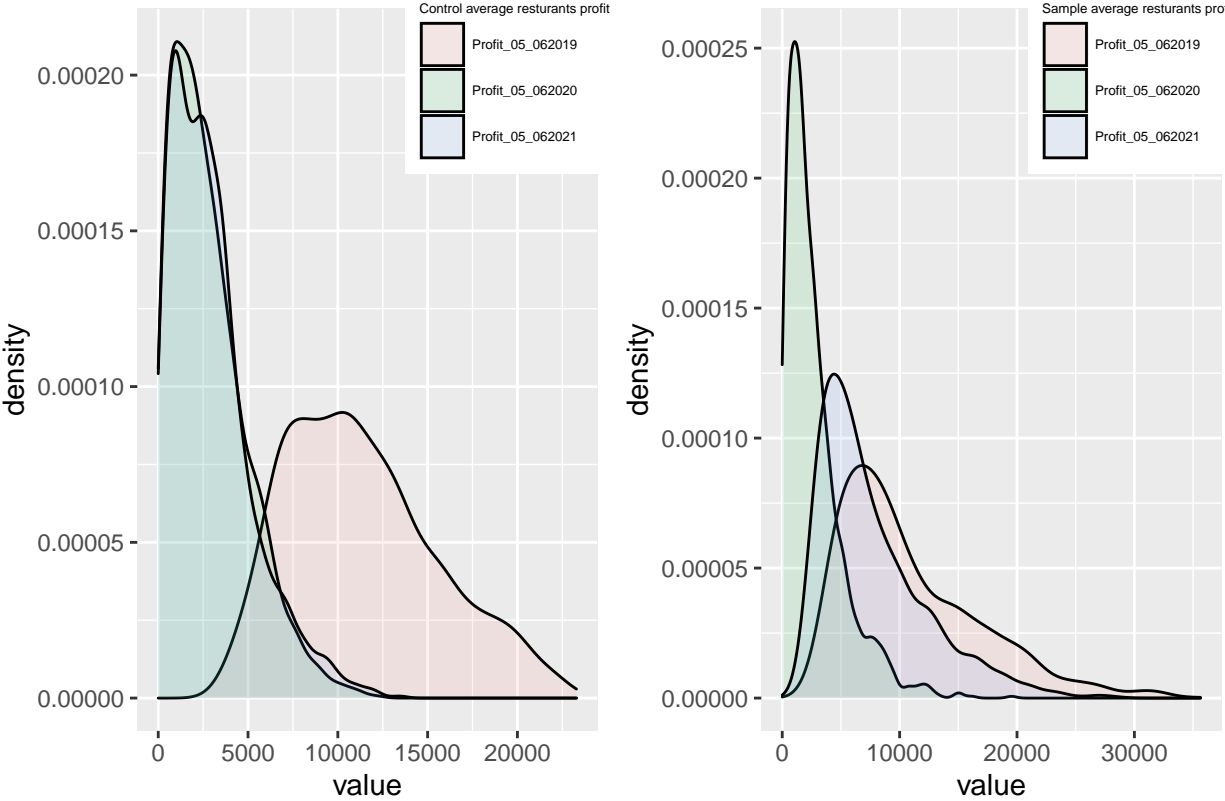 Control average resturants profit
Profit_05_062019
Profit_05_062020
Profit_05_062021
0.00020
0.00015
0.00010
0.00005
0.00000
density
0 5000 10000 15000 20000
value
Sample average resturants pro
Profit_05_062019
Profit_05_062020
Profit_05_062021
0.00025
0.00020
0.00015
0.00010
0.00005
0.00000
density
0 10000 20000 30000
value